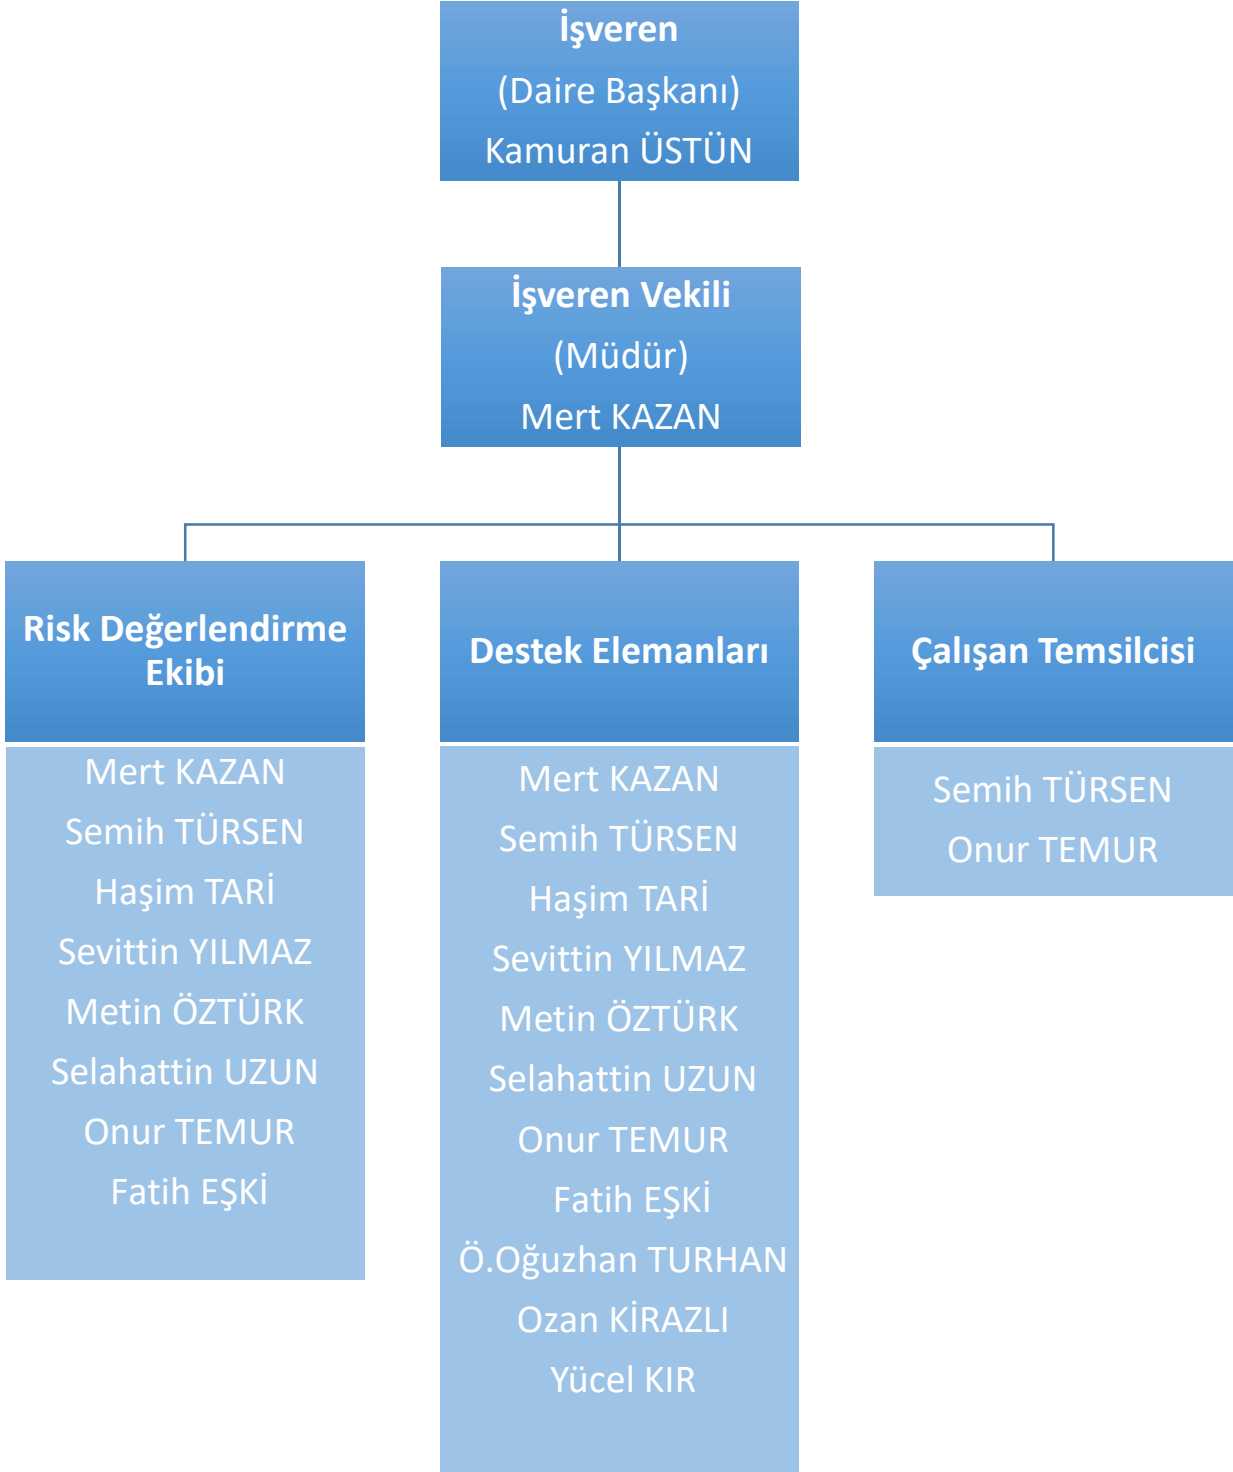 İşveren
(Daire Başkanı)
Kamuran ÜSTÜN
İşveren Vekili
(Müdür)
Mert KAZAN
Risk Değerlendirme
Ekibi
Mert KAZAN
Semih TÜRSEN
Haşim TARİ
Sevittin YILMAZ
Metin ÖZTÜRK
Selahattin UZUN
Onur TEMUR
Fatih EŞKİ
Destek Elemanları
Mert KAZAN
Semih TÜRSEN
Haşim TARİ
Sevittin YILMAZ
Metin ÖZTÜRK
Selahattin UZUN
Onur TEMUR
Fatih EŞKİ
Ö.Oğuzhan TURHAN
Ozan KİRAZLI
Yücel KIR
Çalışan Temsilcisi
Semih TÜRSEN
Onur TEMUR